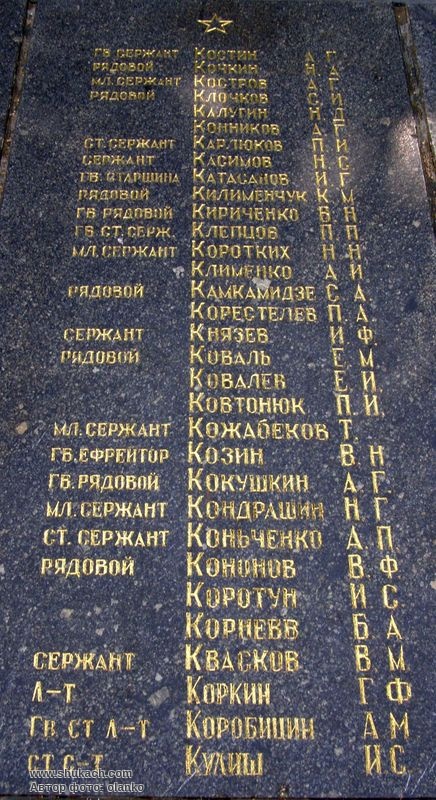 ГВ. СЕРЖАНТ КОСТИН А. Г.
РЯДОВОЙ КОЧКИН Н. А.
МЛ. СЕРЖАНТ КОСТРОВ А. Г.
РЯДОВОЙ КЛОЧКОВ С. И.
КАЛУГИН Н. Д.
КОННИКОВ А. Г.
СТ. СЕРЖАНТ КАРЛЮКОВ П. И.
СЕРЖАНТ КАСИМОВ Н. С.
ГВ. СТАРШИНА КАТАСАНОВ И. Г.
РЯДОВОЙ КИЛИМЕНЧУК К. М.
ГВ. РЯДОВОЙ КИРИЧЕНКО Б. Н.
ГВ. СТ. СЕРЖ. КЛЕПЦОВ П. П.
МЛ. СЕРЖАНТ КОРОТКИХ Н. Н.
КЛИМЕНКО А. И.
РЯДОВОЙ КАМКАМИДЗЕ С. А.
КОРЕСТЕЛЕВ П. А.
СЕРЖАНТ КНЯЗЕВ И. Ф.
РЯДОВОЙ КОВАЛЬ Е. М.
КОВАЛЕВ Е. И.
КОВТОНЮК П. И.
МЛ. СЕРЖАНТ КОЖАБЕКОВ Т.
ГВ. ЕФРЕЙТОР КОЗИН В. Н.
ГВ. РЯДОВОЙ КОКУШКИН А. Г.
МЛ. СЕРЖАНТ КОНДРАШИН Н. Г.
СТ. СЕРЖАНТ КОНЬЧЕНКО А. П.
РЯДОВОЙ КОНОНОВ В. Ф.
КОРОТУН И. С.
КОРНЕВВ Б. А.
СЕРЖАНТ КВАСКОВ В. М.
Л-Т КОРКИН Г. Ф.
ГВ. СТ. Л-Т КОРОБИЦИН А. М.
СТ. С-Т КУЛИШ И. С.
www.shukach.com
Автор фото: olanko